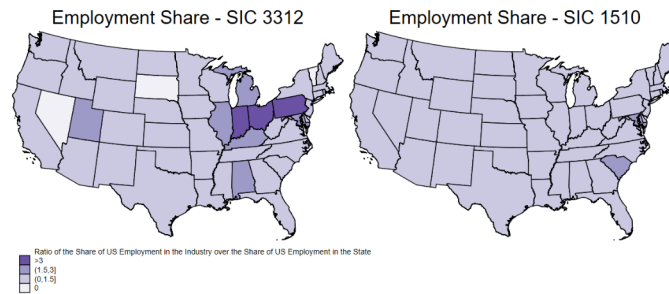 Employment Share - SIC 3312
Employment Share - SIC 1510
Ratio of the Share of US Employment in the Industry over the Share of US Employment in the State
>3
(1.5,3]
(0,1.5]
0